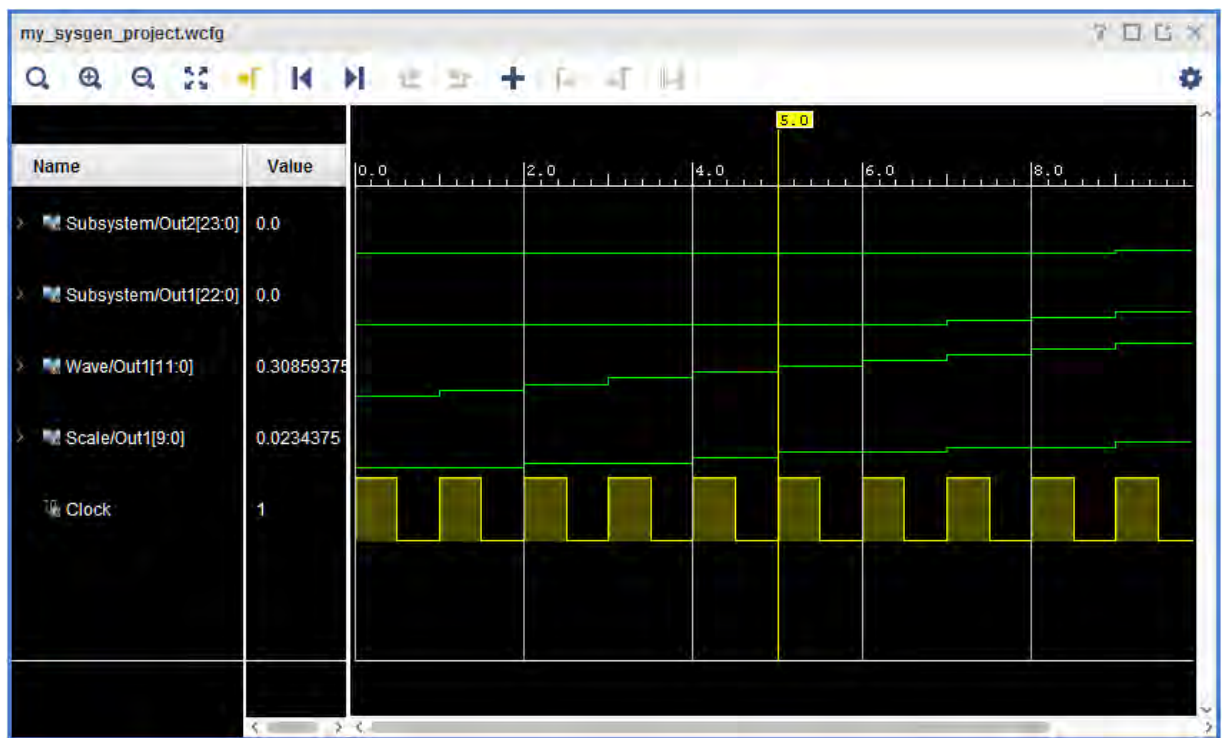 my_sysgen_project.wcfg
5.0
Name Value 0.0 2.0 4.0 6.0 8.0
Subsystem/Out2[23:0] 0.0
Subsystem/Out1[22:0] 0.0
Wave/Out1[11:0] 0.30859375
Scale/Out1[9:0] 0.0234375
Clock 1